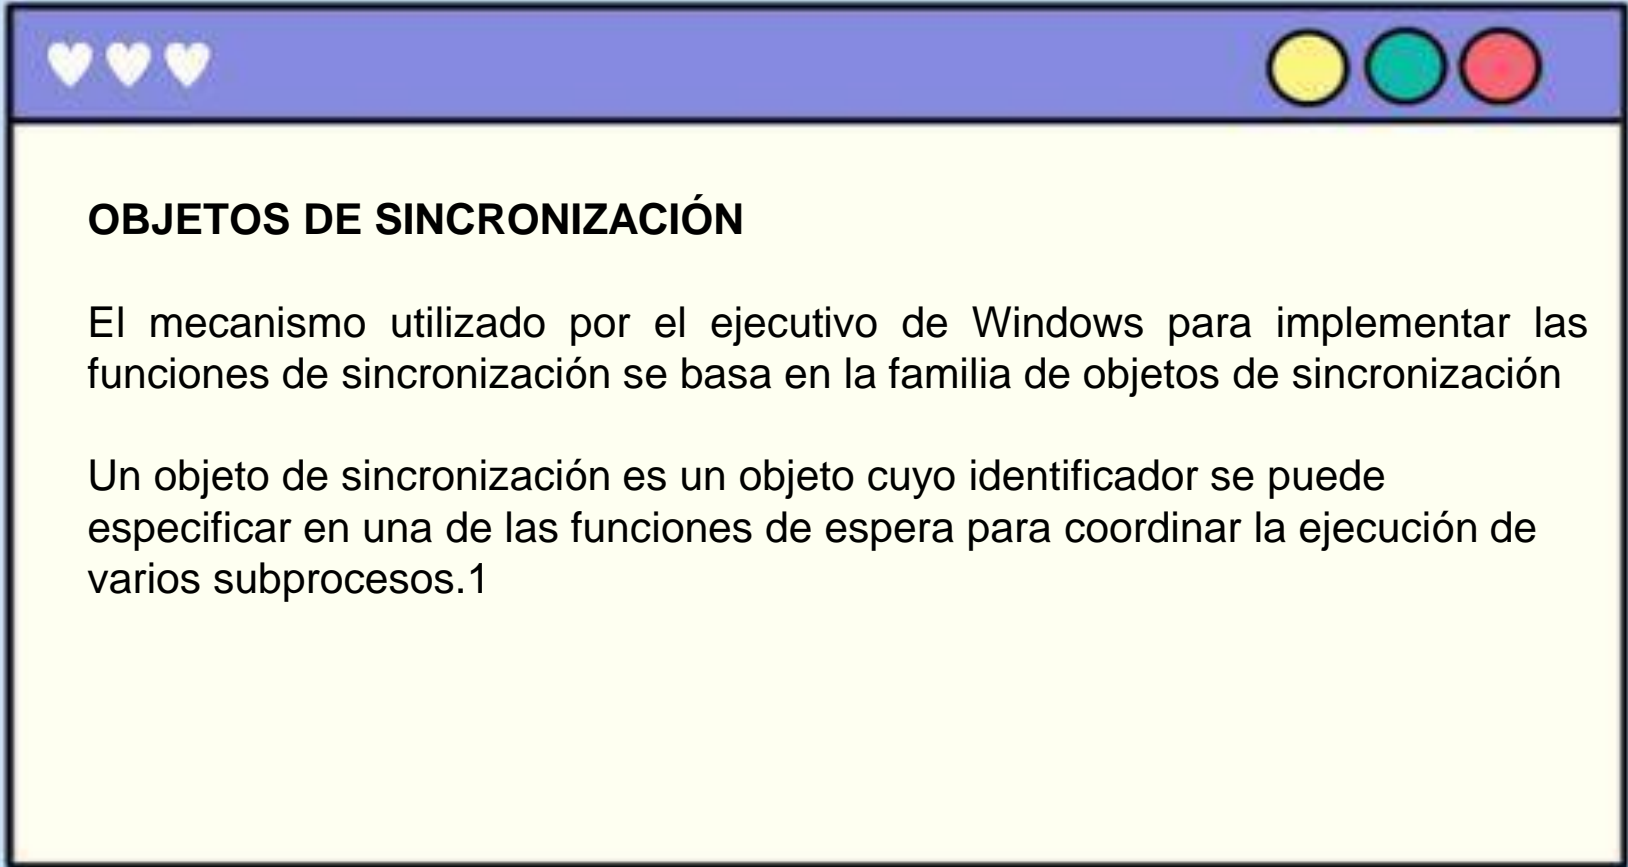 OBJETOS DE SINCRONIZACIÓN
El mecanismo utilizado por el ejecutivo de Windows para implementar las
funciones de sincronización se basa en la familia de objetos de sincronización
Un objeto de sincronización es un objeto cuyo identificador se puede
especificar en una de las funciones de espera para coordinar la ejecución de
varios subprocesos.1